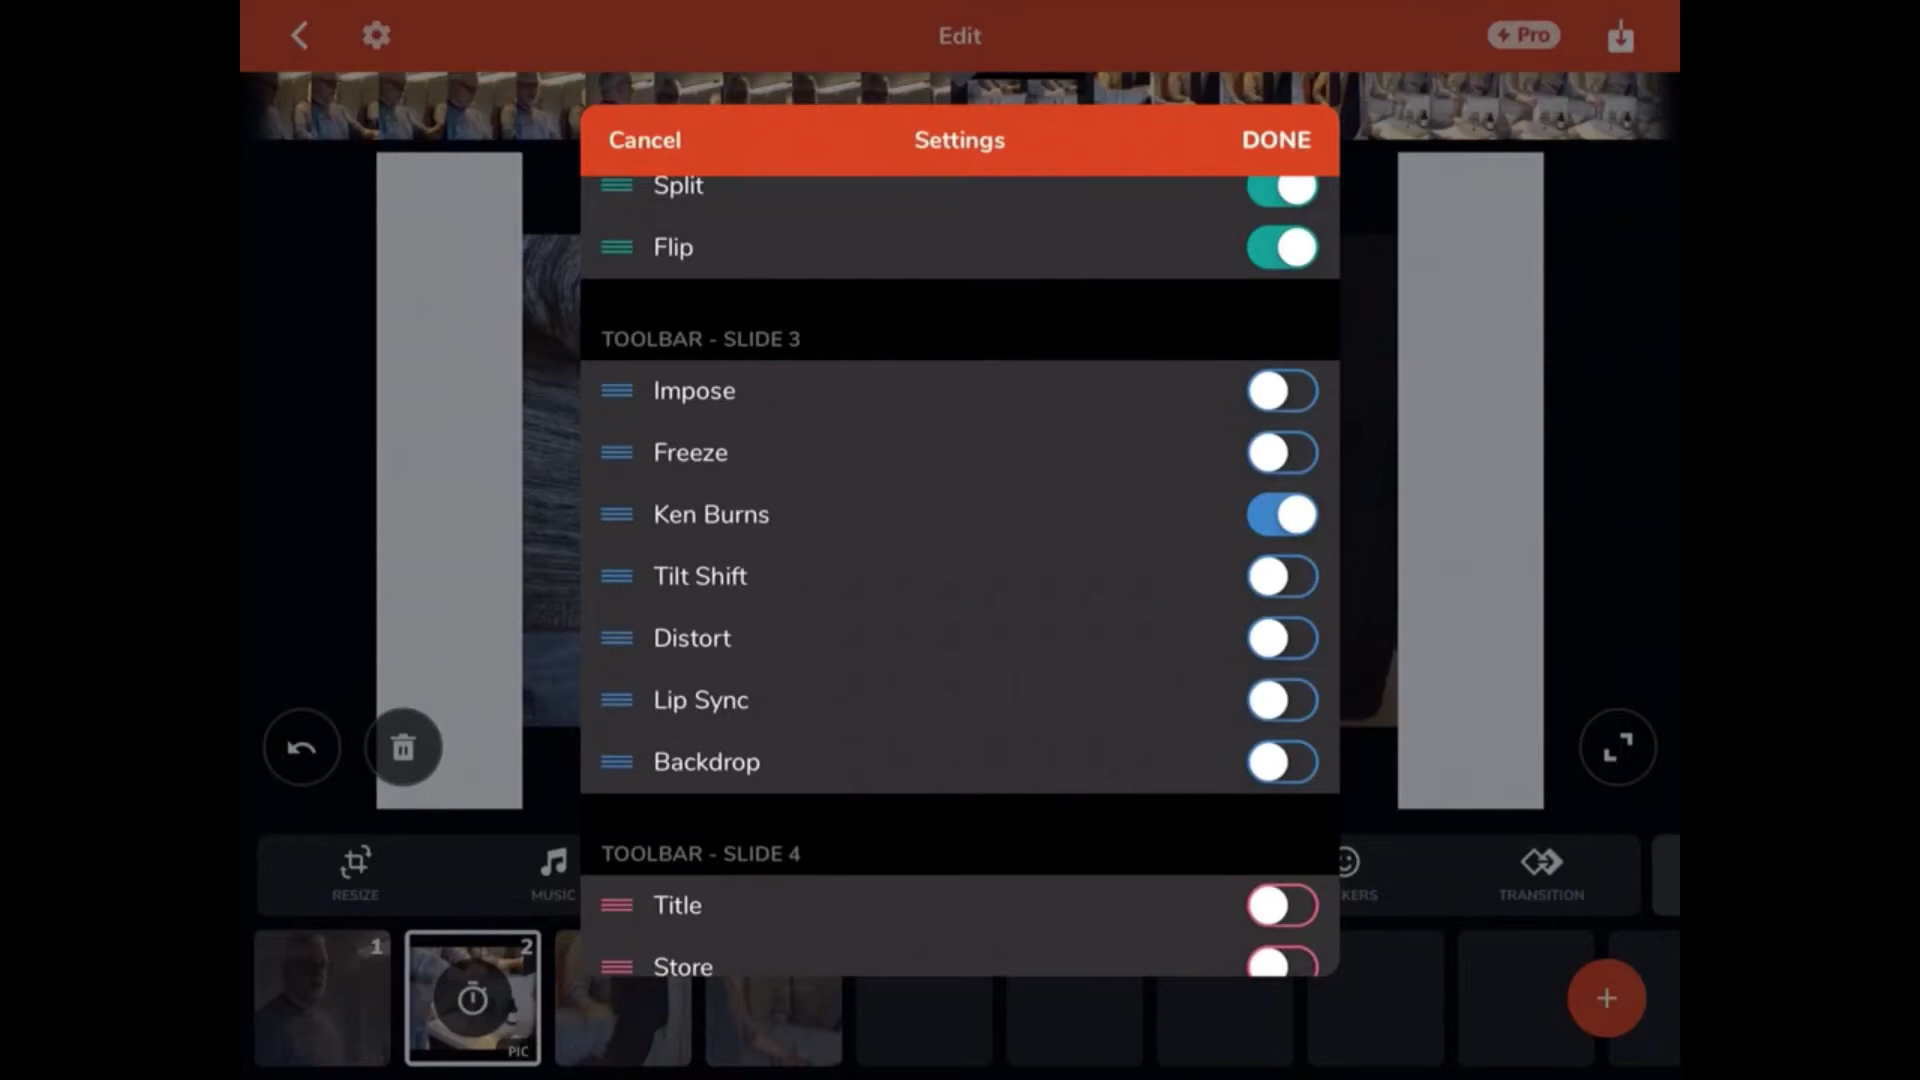 Edit
Pro
Cancel
Settings
DONE
Split
Flip
TOOLBAR - SLIDE 3
Impose
Freeze
Ken Burns
Tilt Shift
Distort
Lip Sync
Backdrop
TOOLBAR - SLIDE 4
Title
Store
RESIZE
MUSIC
KERS
TRANSITION
1
2
PIC